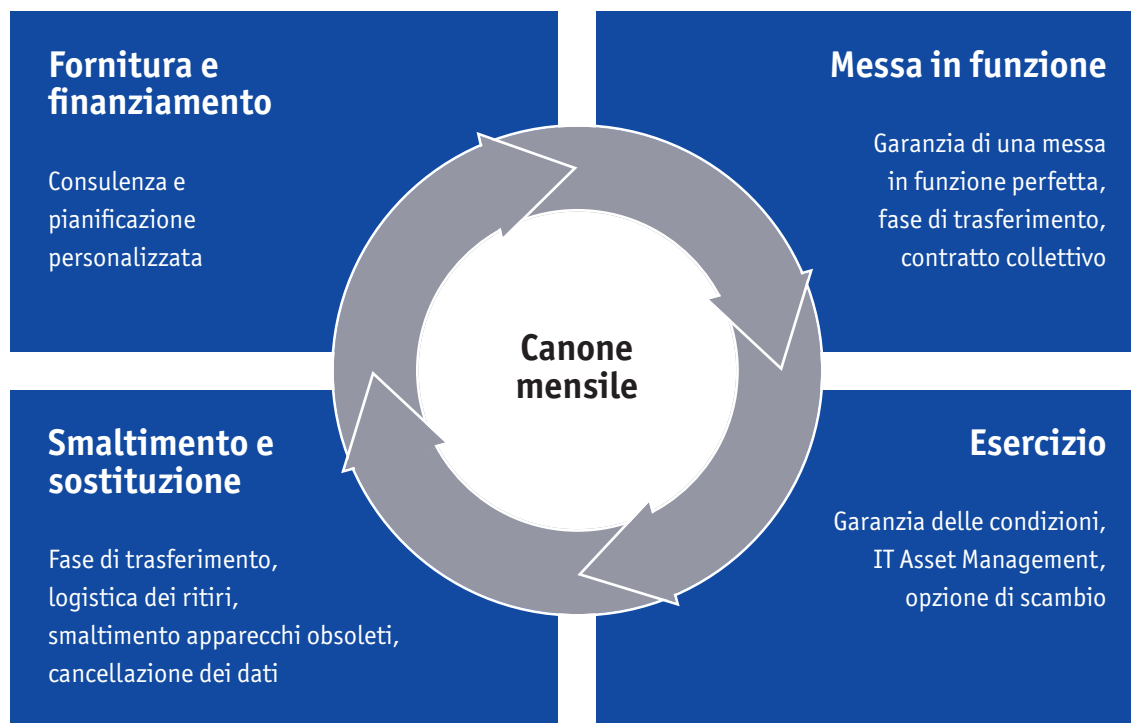 Fornitura e
finanziamento
Consulenza e
pianificazione
personalizzata
Messa in funzione
Garanzia di una messa
in funzione perfetta,
fase di trasferimento,
contratto collettivo
Canone
mensile
Smaltimento e
sostituzione
Fase di trasferimento,
logistica dei ritiri,
smaltimento apparecchi obsoleti,
cancellazione dei dati
Esercizio
Garanzia delle condizioni,
IT Asset Management,
opzione di scambio